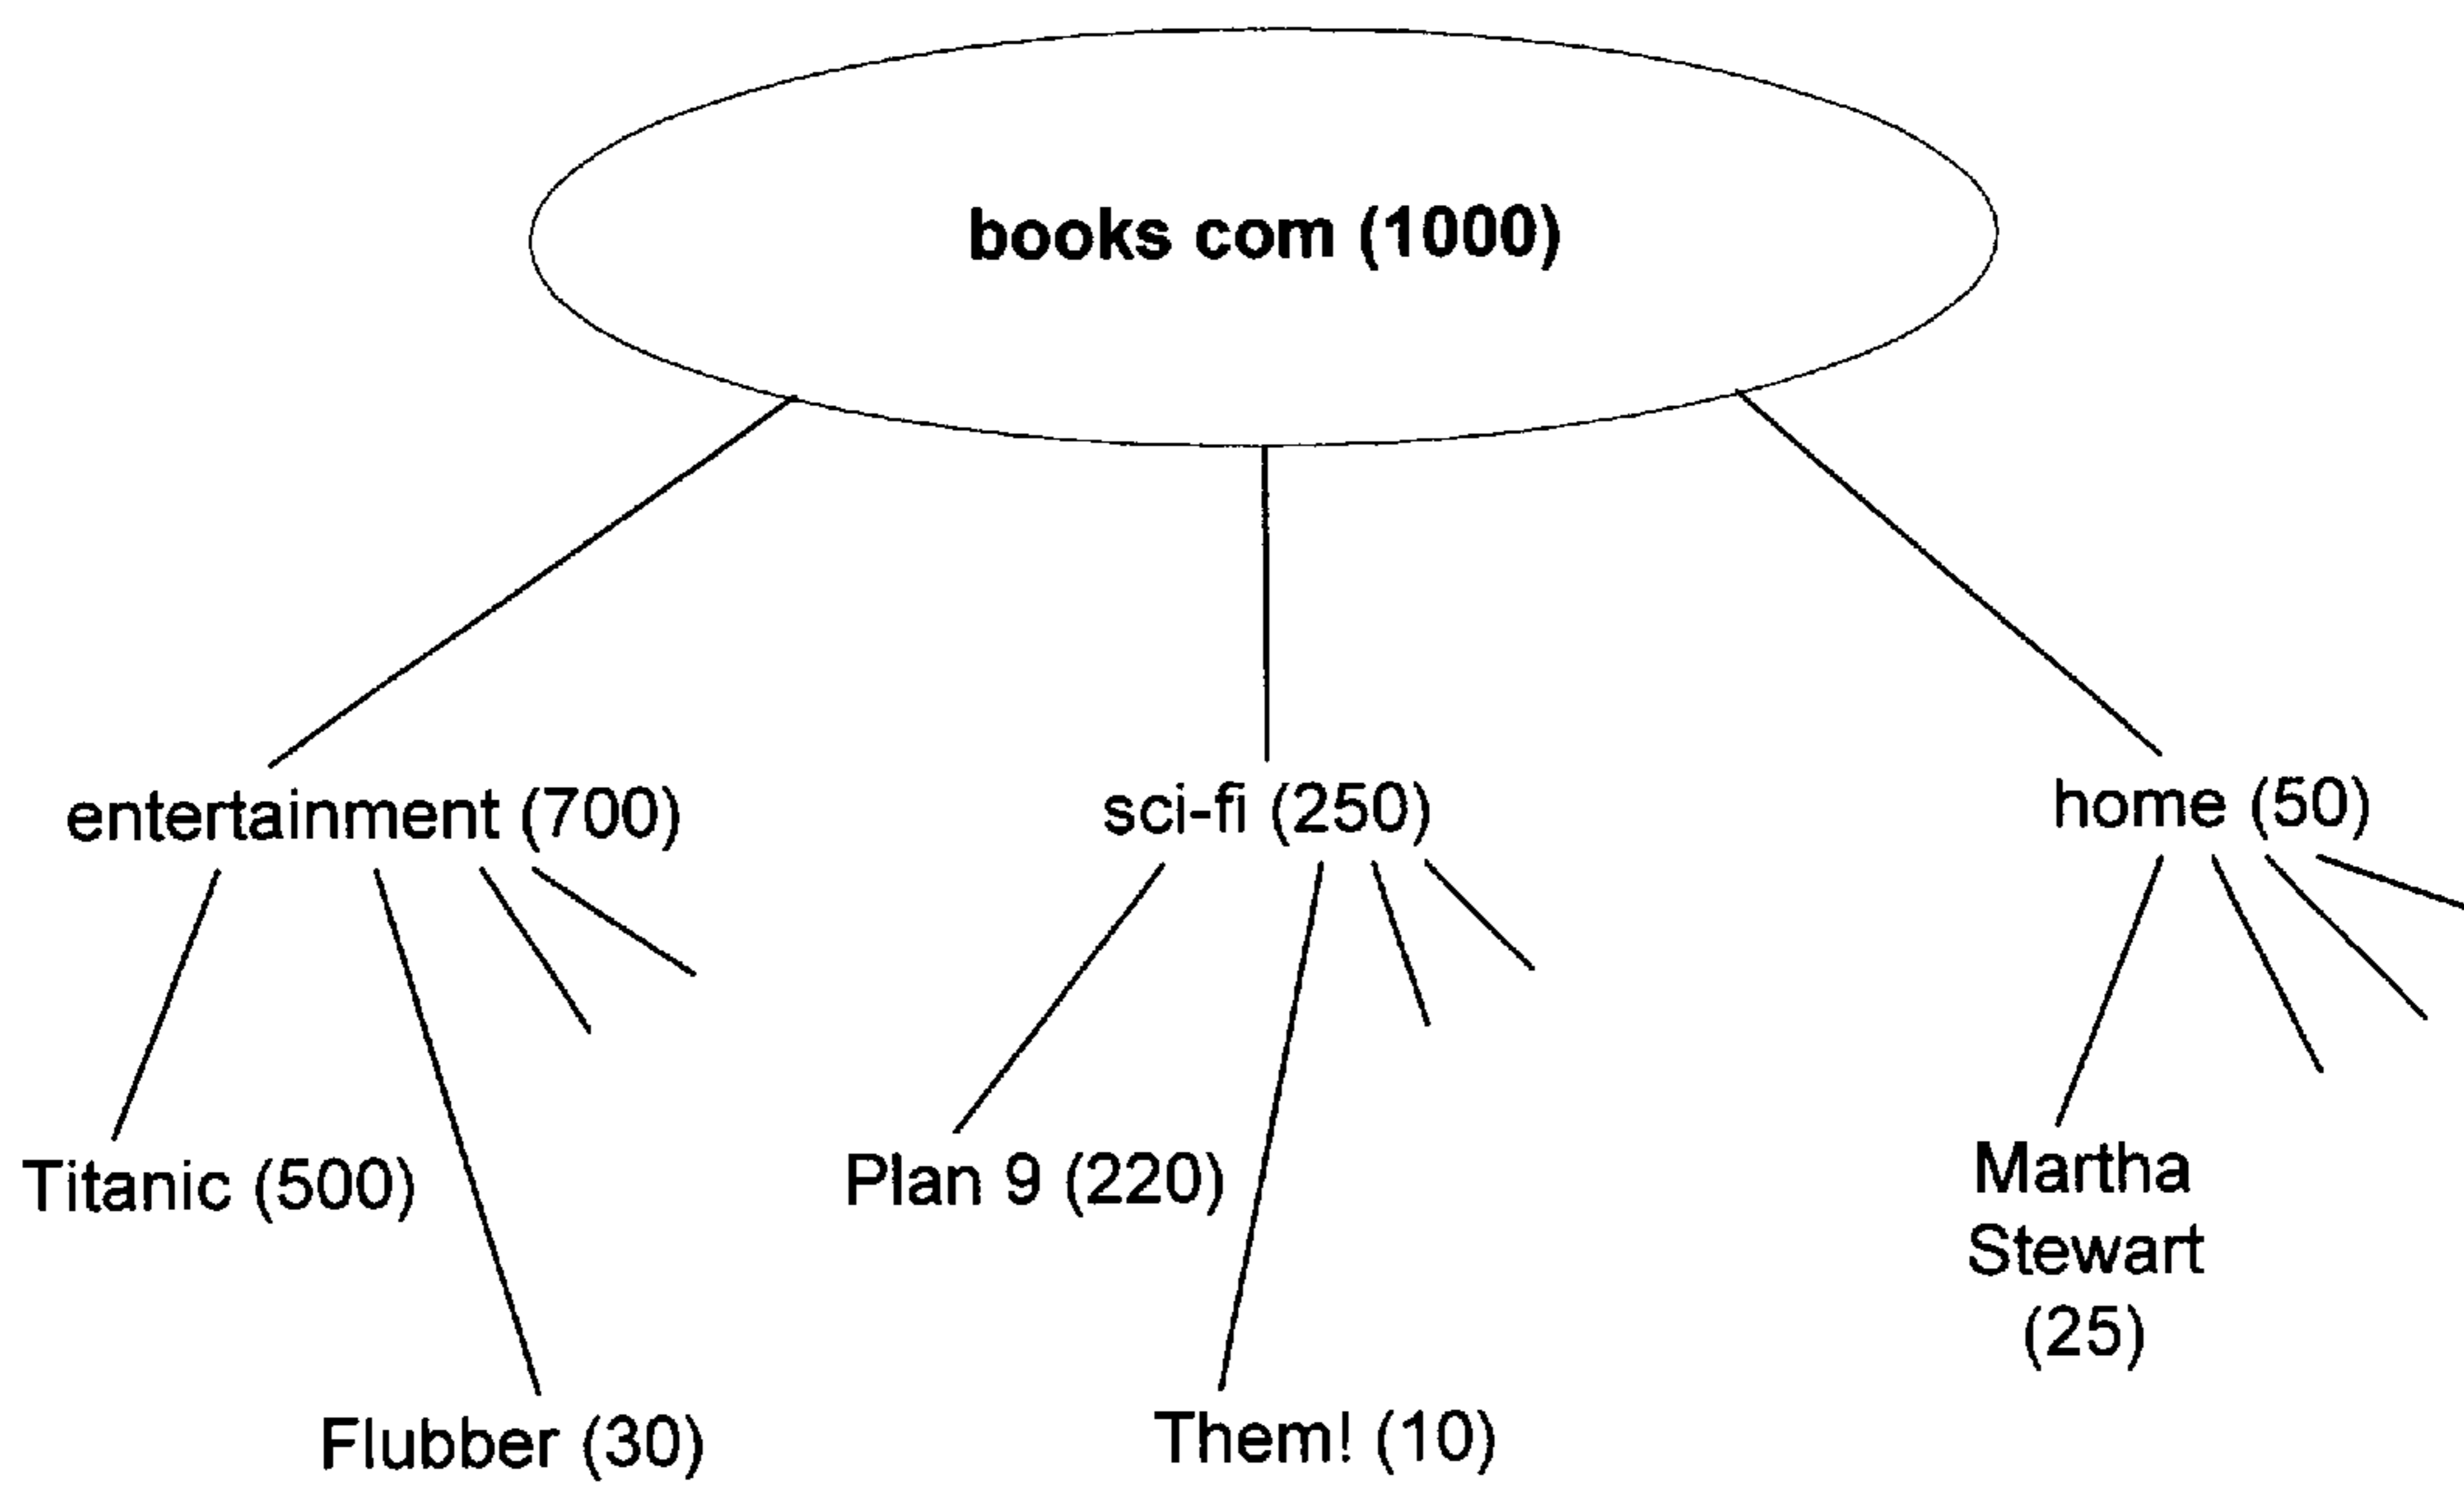 books com (1000)
entertainment (700)
sci-fi (250)
home (50)
Titanic (500)
Plan 9 (220)
Martha
Stewart
(25)
Flubber (30)
Them! (10)